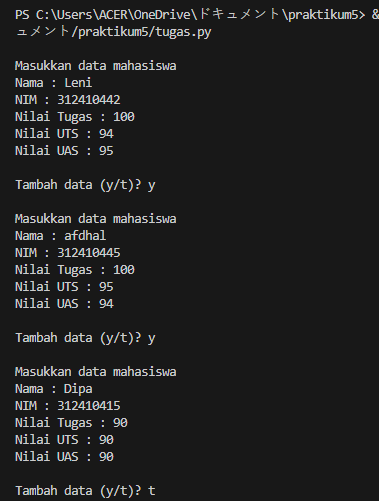 PS C:\Users\ACER\OneDrive\ドキュメント\praktikum5> &
ュメント/praktikum5/tugas.py
Masukkan data mahasiswa
Nama : Leni
NIM : 312410442
Nilai Tugas : 100
Nilai UTS : 94
Nilai UAS : 95
Tambah data (y/t)? y
Masukkan data mahasiswa
Nama : afdhal
NIM : 312410445
Nilai Tugas : 100
Nilai UTS : 95
Nilai UAS : 94
Tambah data (y/t)? y
Masukkan data mahasiswa
Nama : Dipa
NIM : 312410415
Nilai Tugas : 90
Nilai UTS : 90
Nilai UAS : 90
Tambah data (y/t)? t